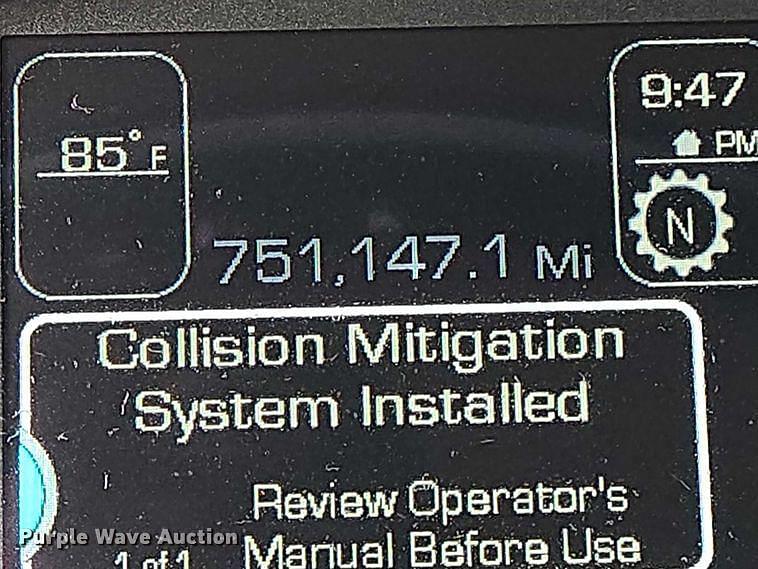 85°F
9:47
PM
N
751,147.1 Mi
Collision Mitigation
System Installed
Review Operator's
Manual Before Use
1 of 1
Purple Wave Auction